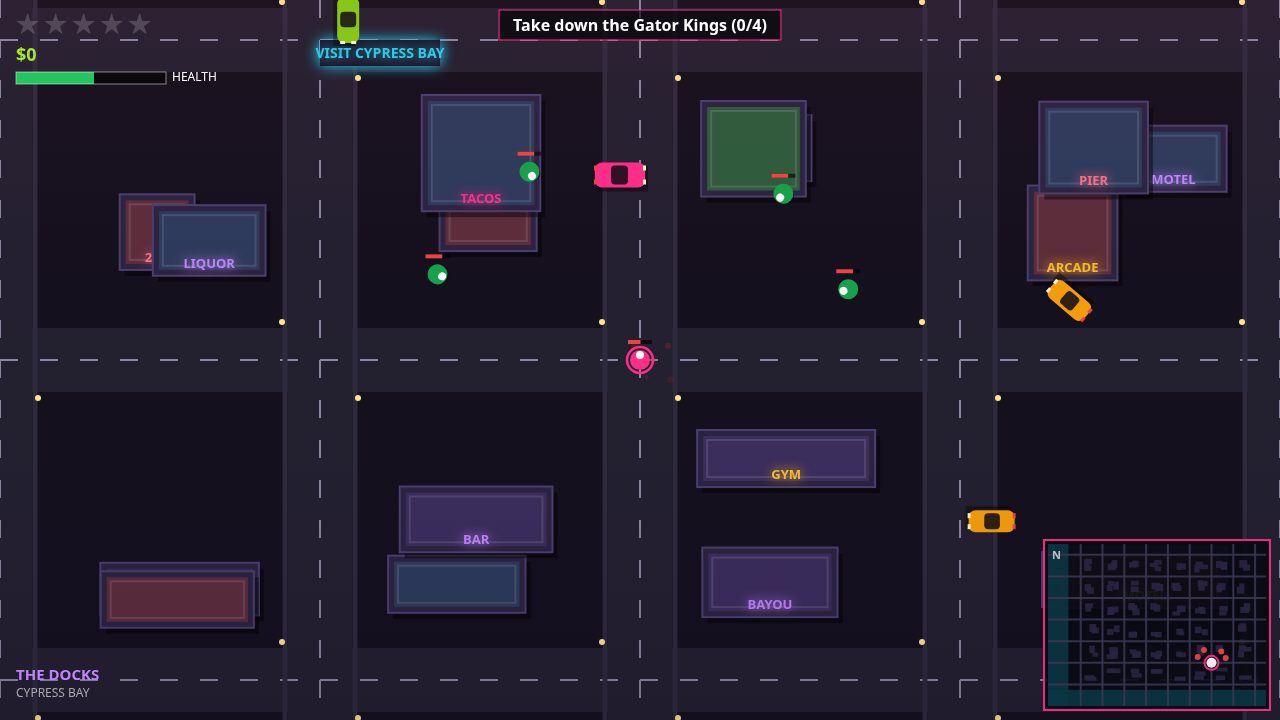 Take down the Gator Kings (0/4)
$0
VISIT CYPRESS BAY
HEALTH
TACOS
PIER
MOTEL
2
LIQUOR
ARCADE
GYM
BAR
BAYOU
N
THE DOCKS
CYPRESS BAY